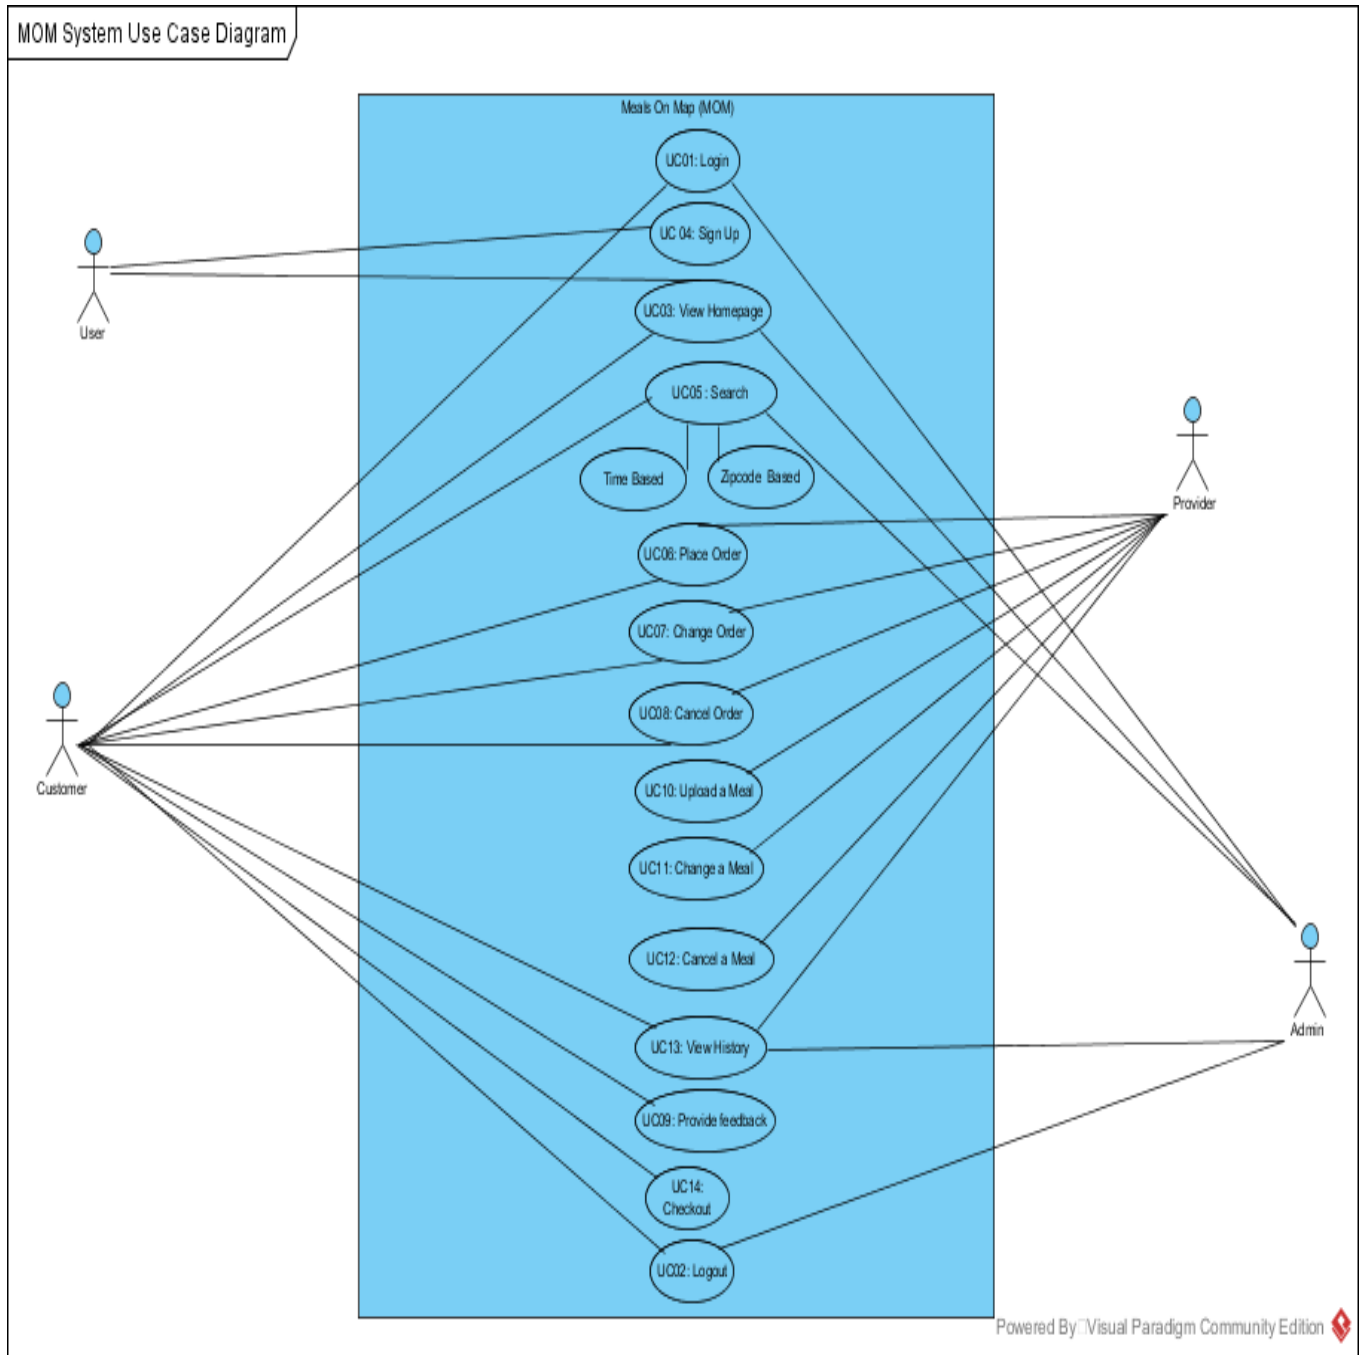 MOM System Use Case Diagram
Meals On Map (MOM)
UC01: Login
UC 04: Sign Up
User
UC03: View Homepage
UC05 : Search
Time Based
Zipcode Based
Provider
UC06: Place Order
UC07: Change Order
UC08: Cancel Order
Customer
UC10: Upload a Meal
UC11: Change a Meal
UC12: Cancel a Meal
Admin
UC13: View History
UC09: Provide feedback
UC14:
Checkout
UC02: Logout
Powered By Visual Paradigm Community Edition